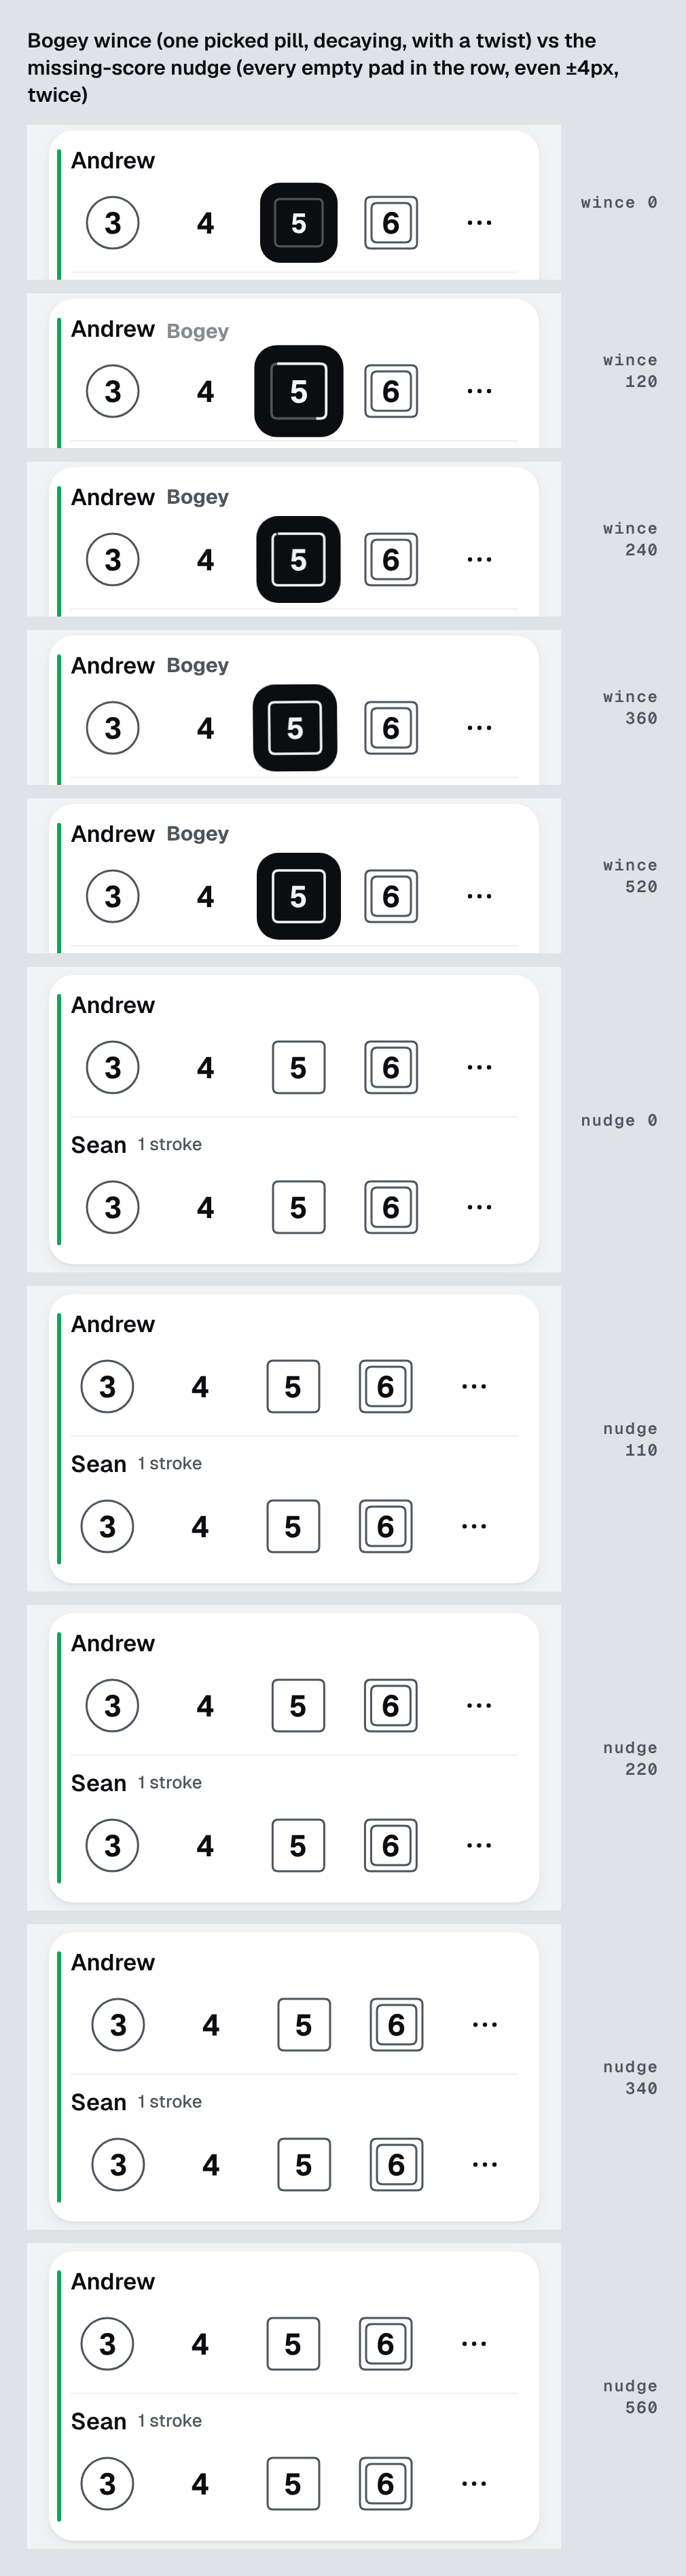 Bogey wince (one picked pill, decaying, with a twist) vs the
missing-score nudge (every empty pad in the row, even ±4px,
twice)
Andrew
3 4 5 6 ···
wince 0
Andrew Bogey
3 4 5 6 ···
wince
120
Andrew Bogey
3 4 5 6 ···
wince
240
Andrew Bogey
3 4 5 6 ···
wince
360
Andrew Bogey
3 4 5 6 ···
wince
520
Andrew
3 4 5 6 ···
Sean 1 stroke
3 4 5 6 ···
nudge 0
Andrew
3 4 5 6 ···
Sean 1 stroke
3 4 5 6 ···
nudge
110
Andrew
3 4 5 6 ···
Sean 1 stroke
3 4 5 6 ···
nudge
220
Andrew
3 4 5 6 ···
Sean 1 stroke
3 4 5 6 ···
nudge
340
Andrew
3 4 5 6 ···
Sean 1 stroke
3 4 5 6 ···
nudge
560